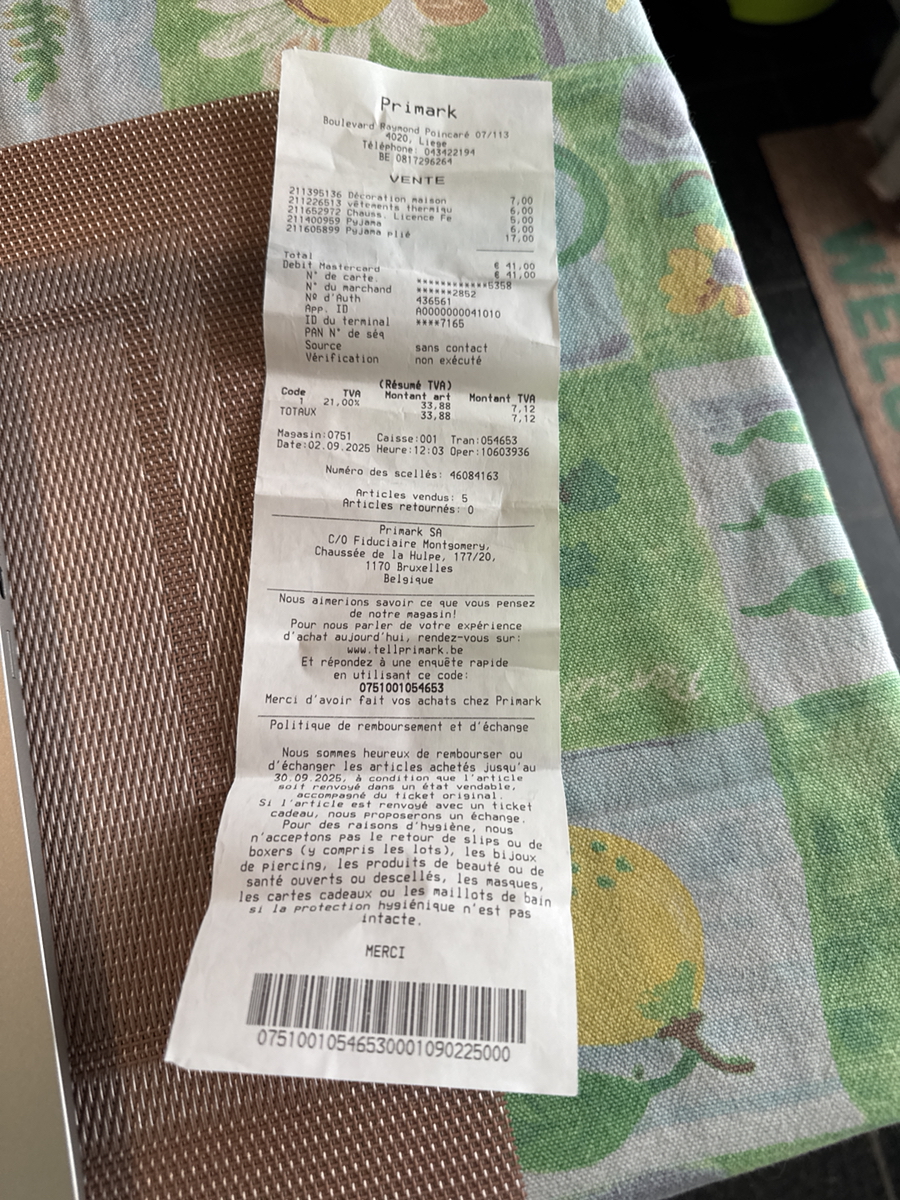 Primark
Boulevard Raymond Poincaré 07/113
4020, Liege
Téléphone: 043422194
BE 0817296264
VENTE
211395136 Décoration maison 7,00
211226513 vêtements thermiqu 6,00
211652972 Chauss. Licence Fe 5,00
211400959 Pyjama 6,00
211605899 Pyjama plié 17,00
Total € 41,00
Debit Mastercard € 41,00
N° de carte. ************5358
N° du marchand ******2852
Nº d'Auth 436561
App. ID A0000000041010
ID du terminal ****7165
PAN N° de séq
Source sans contact
Vérification non exécuté
(Résumé TVA)
Code TVA Montant art Montant TVA
1 21,00% 33,88 7,12
TOTAUX 33,88 7,12
Magasin:0751 Caisse:001 Tran:054653
Date:02.09.2025 Heure:12:03 Oper:10603936
Numéro des scellés: 46084163
Articles vendus: 5
Articles retournés: 0
Primark SA
C/O Fiduciaire Montgomery,
Chaussée de la Hulpe, 177/20,
1170 Bruxelles
Belgique
Nous aimerions savoir ce que vous pensez
de notre magasin!
Pour nous parler de votre expérience
d'achat aujourd'hui, rendez-vous sur:
www.tellprimark.be
Et répondez à une enquête rapide
en utilisant ce code:
0751001054653
Merci d'avoir fait vos achats chez Primark
Politique de remboursement et d'échange
Nous sommes heureux de rembourser ou
d'échanger les articles achetés jusqu'au
30.09.2025, à condition que l'article
soit renvoyé dans un état vendable,
accompagné du ticket original.
Si l'article est renvoyé avec un ticket
cadeau, nous proposerons un échange.
Pour des raisons d'hygiène, nous
n'acceptons pas le retour de slips ou de
boxers (y compris les lots), les bijoux
de piercing, les produits de beauté ou de
santé ouverts ou descellés, les masques,
les cartes cadeaux ou les maillots de bain
si la protection hygiénique n'est pas
intacte.
MERCI
07510010546530001090225000
WELC